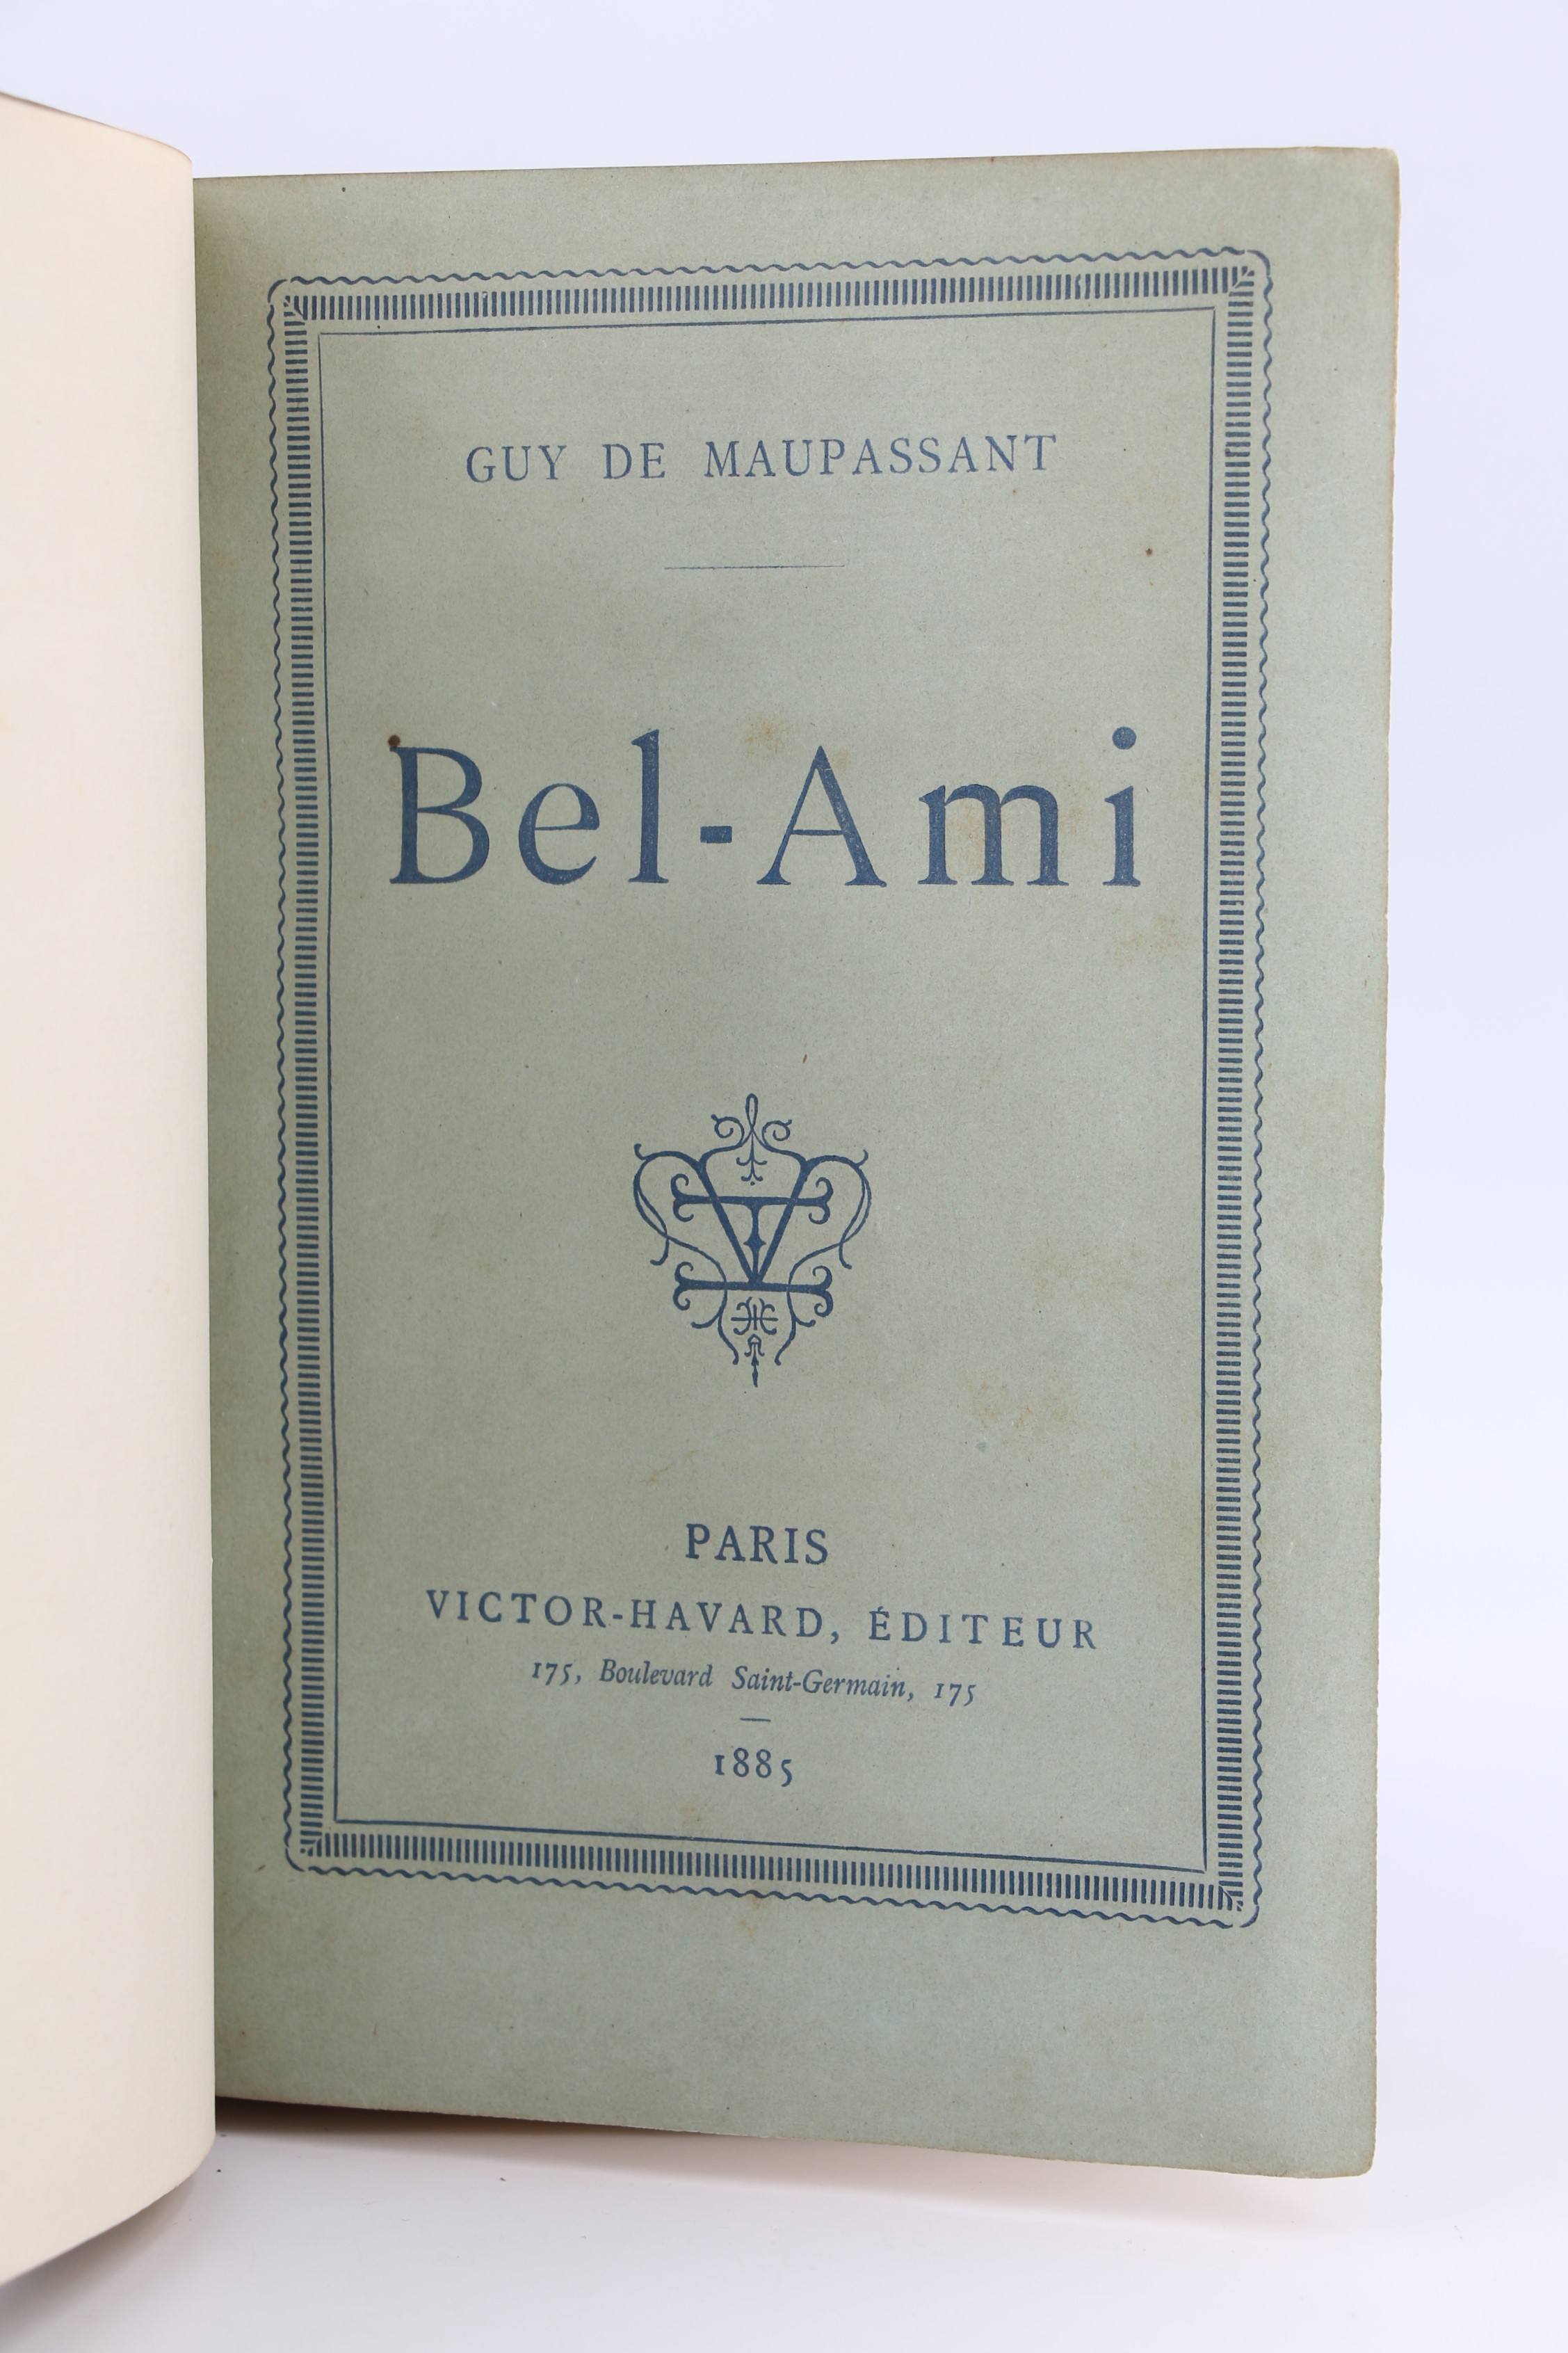 GUY DE MAUPASSANT
Bel-Ami
PARIS
VICTOR-HAVARD, ÉDITEUR
175, Boulevard Saint-Germain, 175
1885